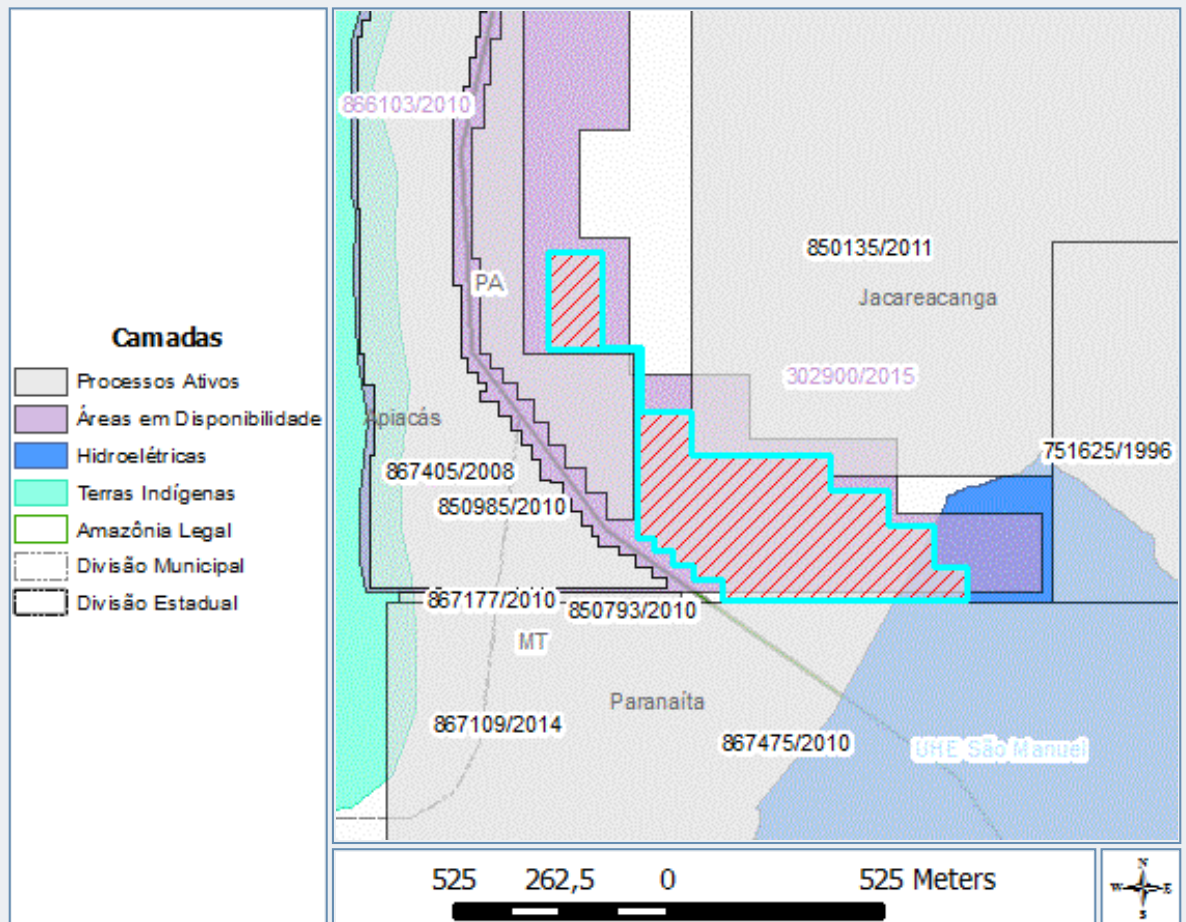 Camadas
Processos Ativos
Áreas em Disponibilidade
Hidroelétricas
Terras Indígenas
Amazônia Legal
Divisão Municipal
Divisão Estadual
866103/2010
850135/2011
PA
Jacareacanga
302900/2015
Apiacás
751625/1996
867405/2008
850985/2010
867177/2010
850793/2010
MT
Paranaíta
867109/2014
867475/2010
UHE São Manuel
525 262,5 0 525 Meters
N
W E
S